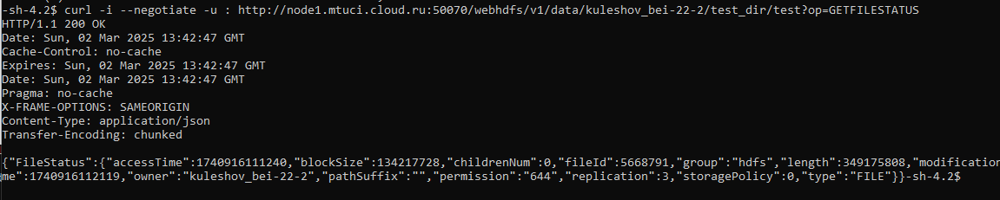 -sh-4.2$ curl -i --negotiate -u : http://node1.mtuci.cloud.ru:50070/webhdfs/v1/data/kuleshov_bei-22-2/test_dir/test?op=GETFILESTATUS
HTTP/1.1 200 OK
Date: Sun, 02 Mar 2025 13:42:47 GMT
Cache-Control: no-cache
Expires: Sun, 02 Mar 2025 13:42:47 GMT
Date: Sun, 02 Mar 2025 13:42:47 GMT
Pragma: no-cache
X-FRAME-OPTIONS: SAMEORIGIN
Content-Type: application/json
Transfer-Encoding: chunked
{"FileStatus":{"accessTime":1740916111240,"blockSize":134217728,"childrenNum":0,"fileId":5668791,"group":"hdfs","length":349175808,"modification
me":1740916112119,"owner":"kuleshov_bei-22-2","pathSuffix":"","permission":"644","replication":3,"storagePolicy":0,"type":"FILE"}}-sh-4.2$